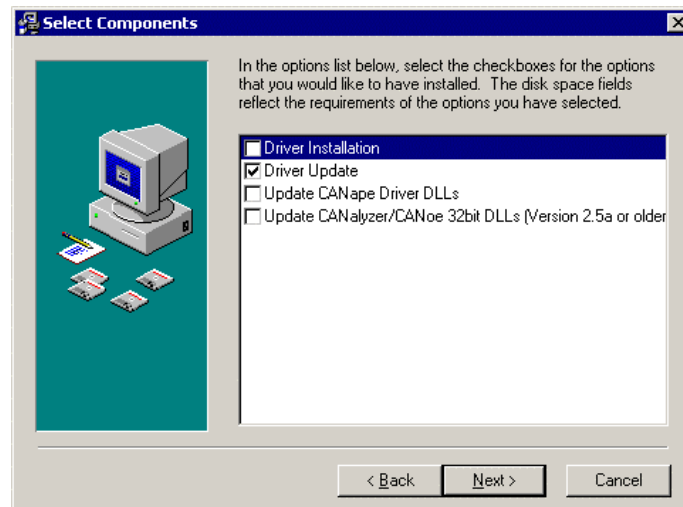 Select Components
In the options list below, select the checkboxes for the options
that you would like to have installed. The disk space fields
reflect the requirements of the options you have selected.
Driver Installation
Driver Update
Update CANape Driver DLLs
Update CANalyzer/CANoe 32bit DLLs (Version 2.5a or older
< Back
Next >
Cancel